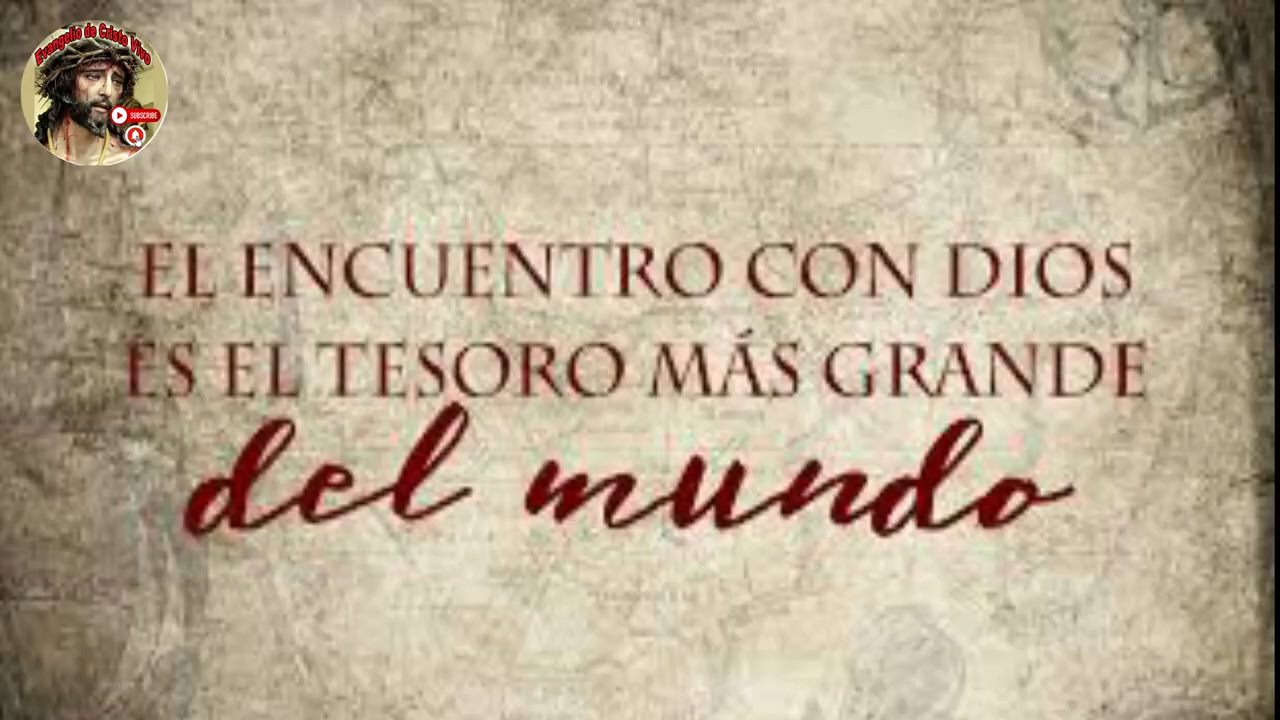 Evangelio de Cristo Vivo
SUBSCRIBE
EL ENCUENTRO CON DIOS
ES EL TESORO MÁS GRANDE
del mundo